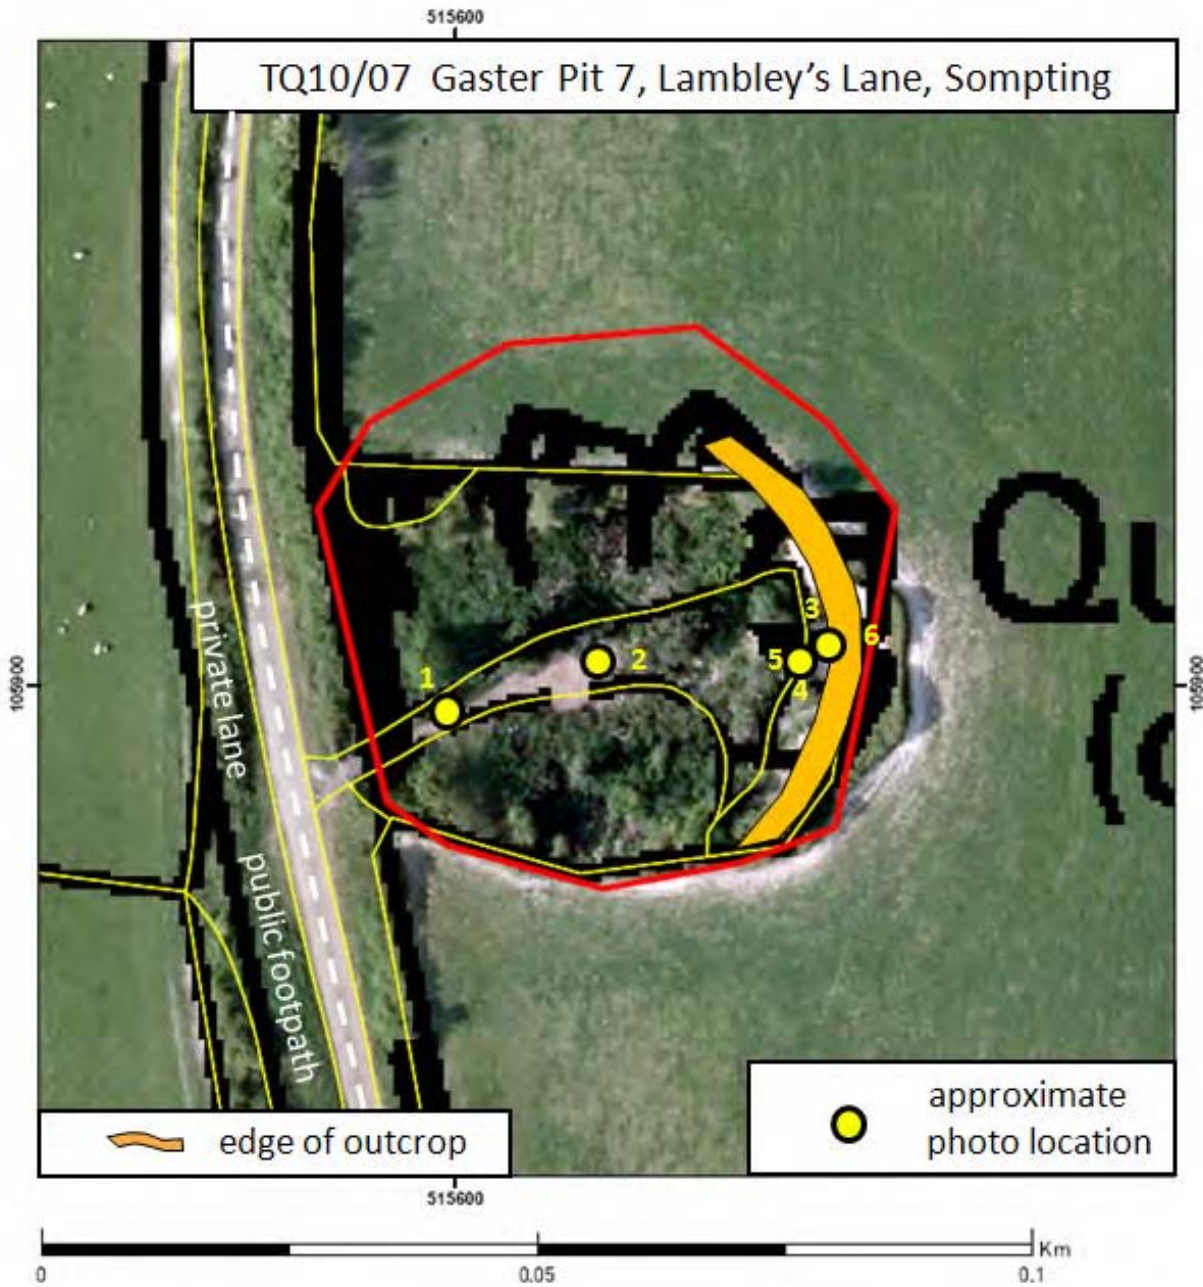 515600
TQ10/07 Gaster Pit 7, Lambley's Lane, Sompting
Qu
3
6
1
2
5
4
105900
105900
private lane
(c
public footpath
edge of outcrop
approximate
photo location
515600
Km
0
0.05
0.1